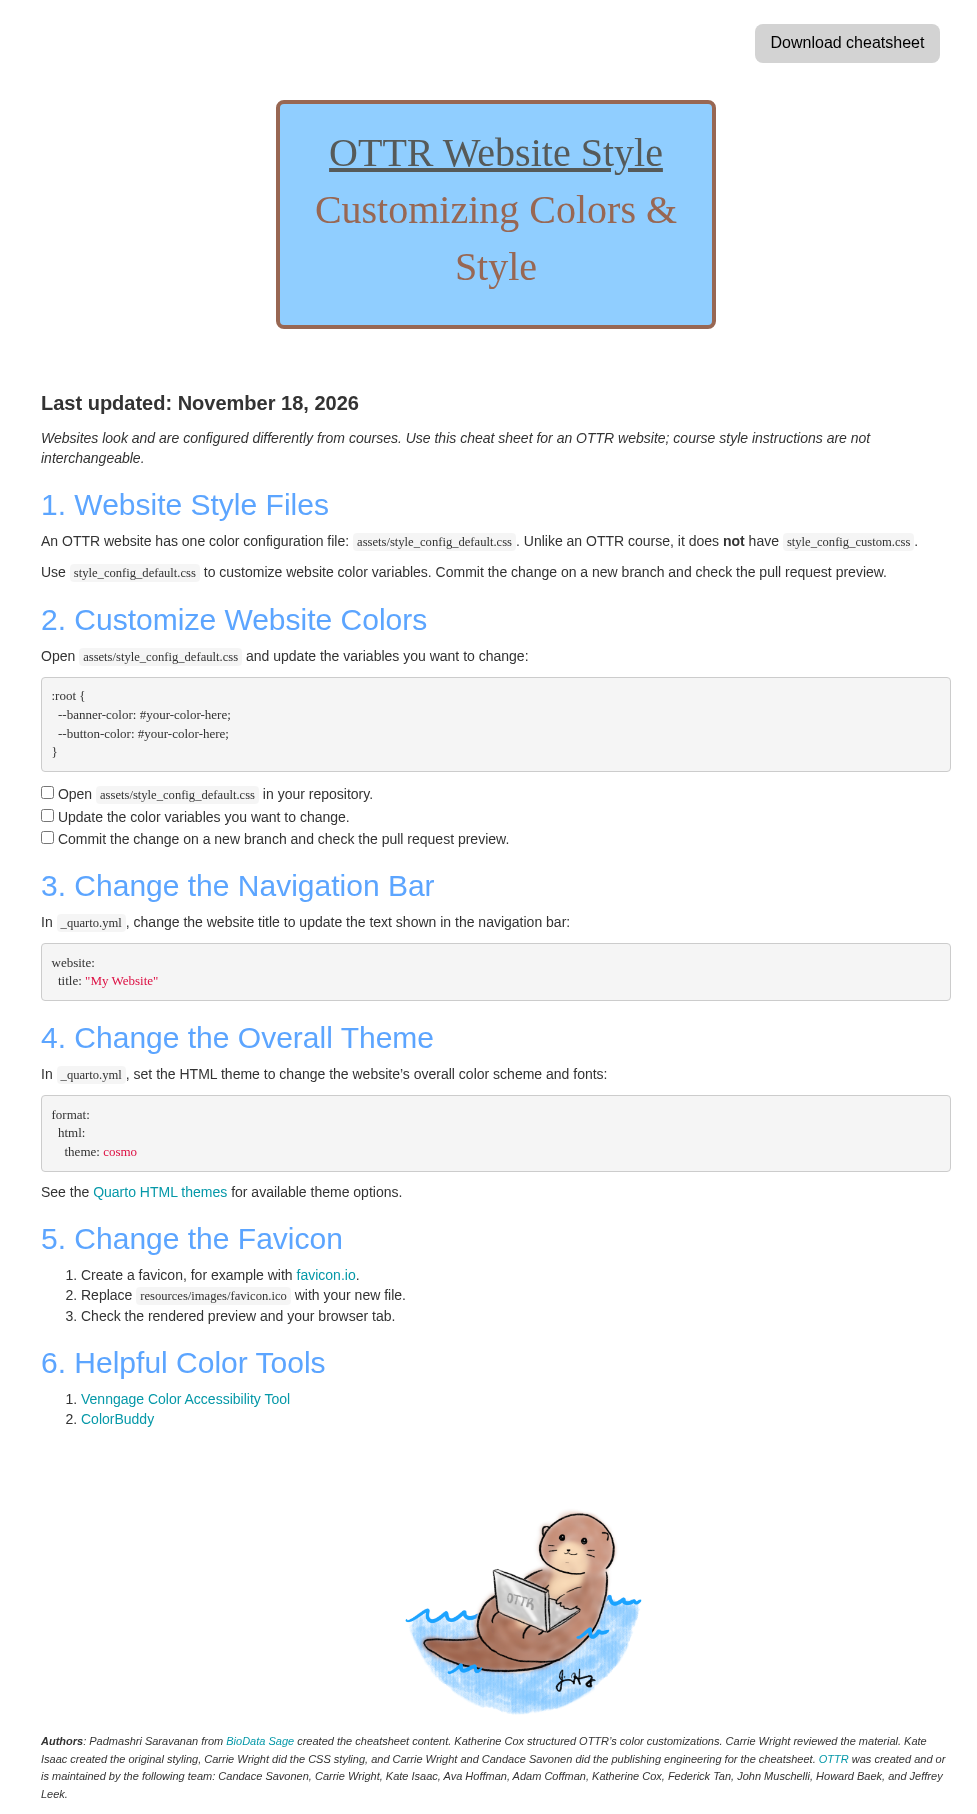 Download cheatsheet
OTTR Website Style
Customizing Colors &
Style
Last updated: November 18, 2026
Websites look and are configured differently from courses. Use this cheat sheet for an OTTR website; course style instructions are not
interchangeable.
1. Website Style Files
An OTTR website has one color configuration file: assets/style_config_default.css . Unlike an OTTR course, it does not have style_config_custom.css .
Use style_config_default.css to customize website color variables. Commit the change on a new branch and check the pull request preview.
2. Customize Website Colors
Open assets/style_config_default.css and update the variables you want to change:
:root {
  --banner-color: #your-color-here;
  --button-color: #your-color-here;
}
Open assets/style_config_default.css in your repository.
Update the color variables you want to change.
Commit the change on a new branch and check the pull request preview.
3. Change the Navigation Bar
In _quarto.yml , change the website title to update the text shown in the navigation bar:
website:
  title: "My Website"
4. Change the Overall Theme
In _quarto.yml , set the HTML theme to change the website’s overall color scheme and fonts:
format:
  html:
    theme: cosmo
See the Quarto HTML themes for available theme options.
5. Change the Favicon
1. Create a favicon, for example with favicon.io.
2. Replace resources/images/favicon.ico with your new file.
3. Check the rendered preview and your browser tab.
6. Helpful Color Tools
1. Venngage Color Accessibility Tool
2. ColorBuddy
OTTR
Authors: Padmashri Saravanan from BioData Sage created the cheatsheet content. Katherine Cox structured OTTR’s color customizations. Carrie Wright reviewed the material. Kate
Isaac created the original styling, Carrie Wright did the CSS styling, and Carrie Wright and Candace Savonen did the publishing engineering for the cheatsheet. OTTR was created and or
is maintained by the following team: Candace Savonen, Carrie Wright, Kate Isaac, Ava Hoffman, Adam Coffman, Katherine Cox, Federick Tan, John Muschelli, Howard Baek, and Jeffrey
Leek.